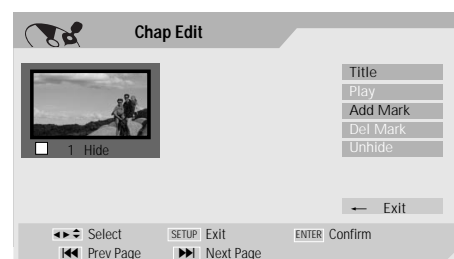 Chap Edit
Title
Play
Add Mark
Del Mark
Unhide
1 Hide
← Exit
Select SETUP Exit ENTER Confirm
Prev Page Next Page